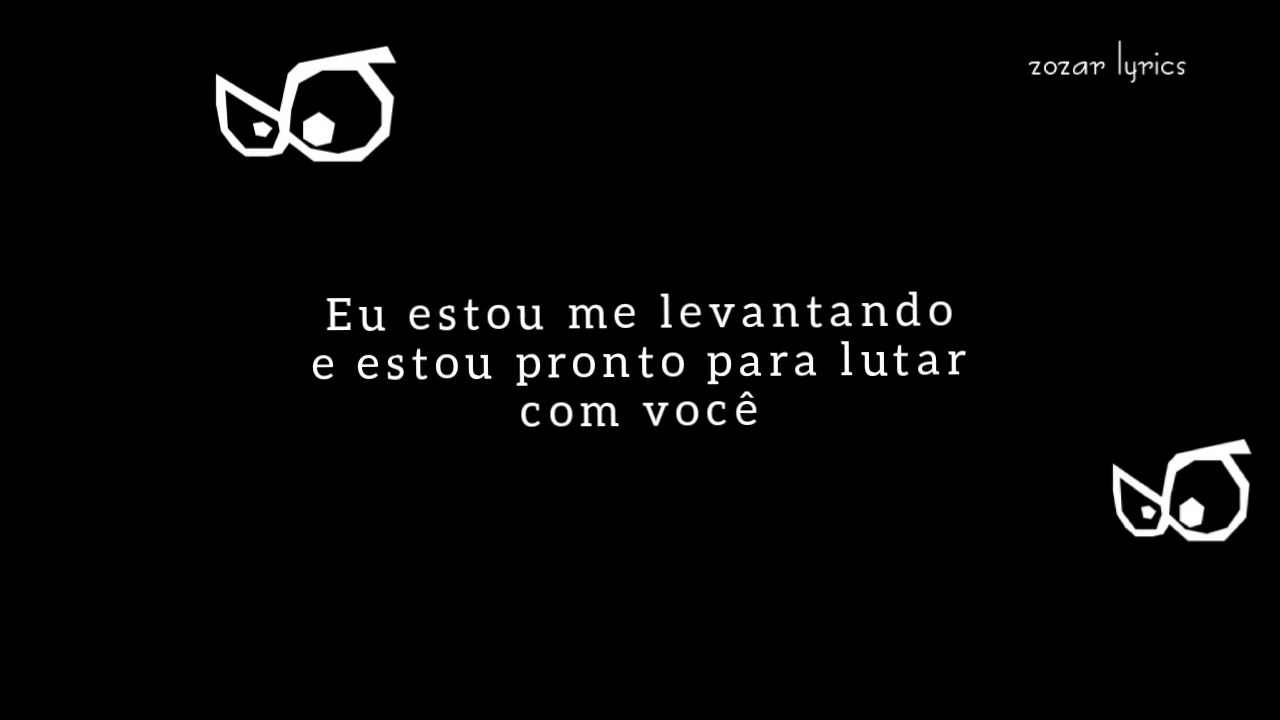 zozar lyrics
Eu estou me levantando
e estou pronto para lutar
com você